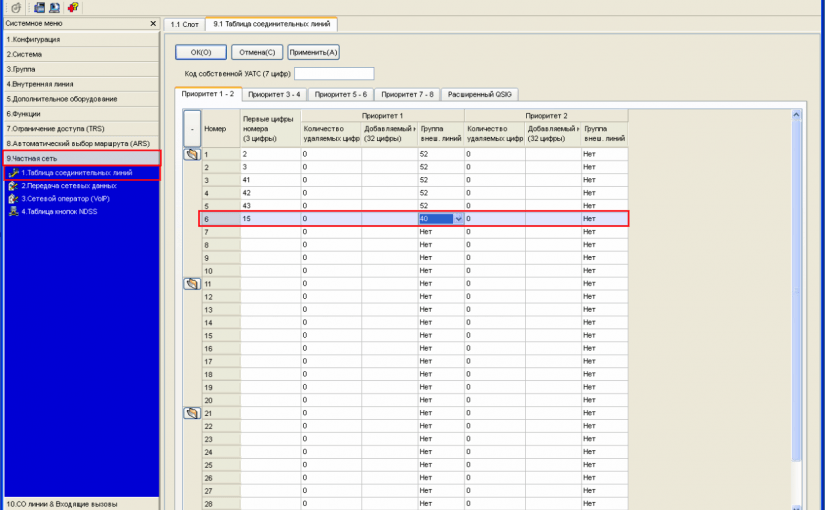 Системное меню
1.1 Слот
9.1 Таблица соединительных линий
1.Конфигурация
2.Система
3.Группа
4.Внутренняя линия
5.Дополнительное оборудование
6.Функции
7.Ограничение доступа (TRS)
8.Автоматический выбор маршрута (ARS)
9.Частная сеть
1.Таблица соединительных линий
2.Передача сетевых данных
3.Сетевой оператор (VoIP)
4.Таблица кнопок NDSS
10.CO линии & Входящие вызовы
OK(O) Отмена(C) Применить(A)
Код собственной УАТС (7 цифр)
Приоритет 1 - 2 Приоритет 3 - 4 Приоритет 5 - 6 Приоритет 7 - 8 Расширенный QSIG
Приоритет 1 Приоритет 2
- Номер Первые цифры номера (3 цифры) Количество удаляемых цифр Добавляемый н (32 цифры) Группа внеш. линий Количество удаляемых цифр Добавляемый н (32 цифры) Группа внеш. линий
1 2 0 52 0 Нет
2 3 0 52 0 Нет
3 41 0 52 0 Нет
4 42 0 52 0 Нет
5 43 0 52 0 Нет
6 15 0 40 0 Нет
7 0 Нет 0 Нет
8 0 Нет 0 Нет
9 0 Нет 0 Нет
10 0 Нет 0 Нет
11 0 Нет 0 Нет
12 0 Нет 0 Нет
13 0 Нет 0 Нет
14 0 Нет 0 Нет
15 0 Нет 0 Нет
16 0 Нет 0 Нет
17 0 Нет 0 Нет
18 0 Нет 0 Нет
19 0 Нет 0 Нет
20 0 Нет 0 Нет
21 0 Нет 0 Нет
22 0 Нет 0 Нет
23 0 Нет 0 Нет
24 0 Нет 0 Нет
25 0 Нет 0 Нет
26 0 Нет 0 Нет
27 0 Нет 0 Нет
28 0 Нет 0 Нет